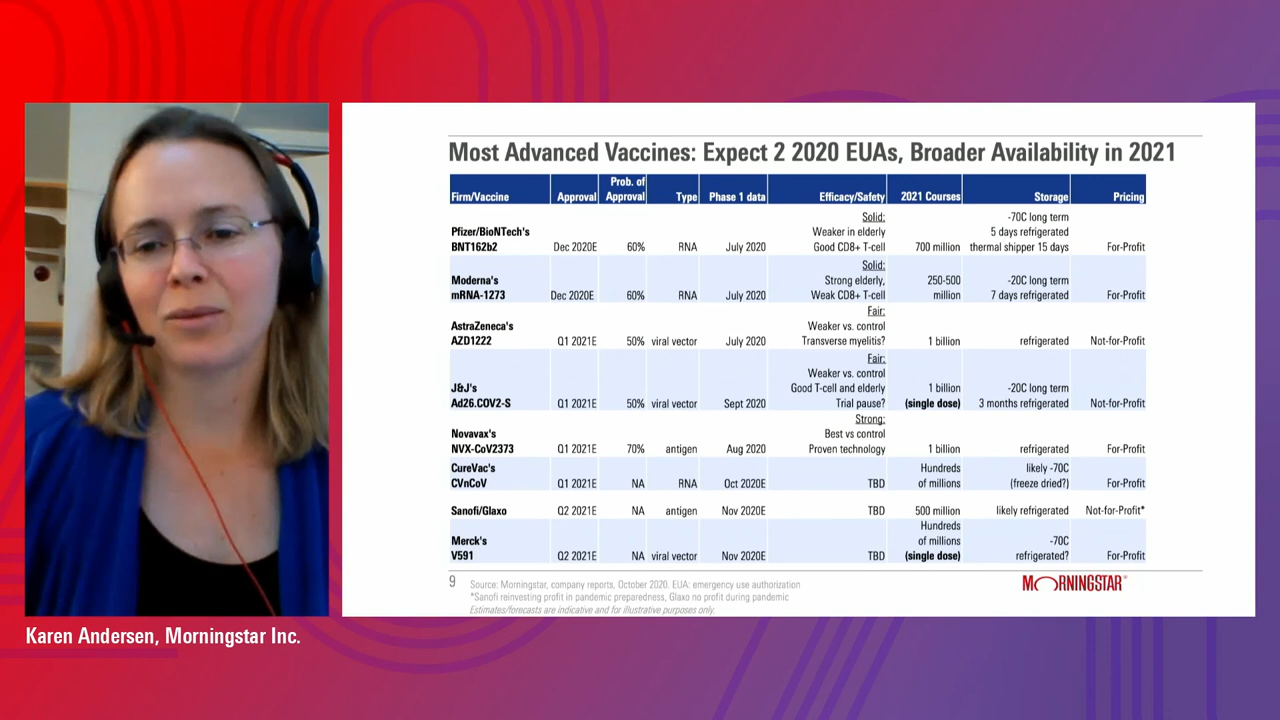 Most Advanced Vaccines: Expect 2 2020 EUAs, Broader Availability in 2021
Firm/Vaccine Approval Prob. of Approval Type Phase 1 data Efficacy/Safety 2021 Courses Storage Pricing
Pfizer/BioNTech's BNT162b2 Dec 2020E 60% RNA July 2020 Solid: Weaker in elderly Good CD8+ T-cell 700 million -70C long term 5 days refrigerated thermal shipper 15 days For-Profit
Moderna's mRNA-1273 Dec 2020E 60% RNA July 2020 Solid: Strong elderly, Weak CD8+ T-cell 250-500 million -20C long term 7 days refrigerated For-Profit
AstraZeneca's AZD1222 Q1 2021E 50% viral vector July 2020 Fair: Weaker vs. control Transverse myelitis? 1 billion refrigerated Not-for-Profit
J&J's Ad26.COV2-S Q1 2021E 50% viral vector Sept 2020 Fair: Weaker vs. control Good T-cell and elderly Trial pause? 1 billion (single dose) -20C long term 3 months refrigerated Not-for-Profit
Novavax's NVX-CoV2373 Q1 2021E 70% antigen Aug 2020 Strong: Best vs control Proven technology 1 billion refrigerated For-Profit
CureVac's CVnCoV Q1 2021E NA RNA Oct 2020E TBD Hundreds of millions likely -70C (freeze dried?) For-Profit
Sanofi/Glaxo Q2 2021E NA antigen Nov 2020E TBD 500 million likely refrigerated Not-for-Profit*
Merck's V591 Q2 2021E NA viral vector Nov 2020E TBD Hundreds of millions (single dose) -70C refrigerated? For-Profit
9 Source: Morningstar, company reports, October 2020. EUA: emergency use authorization
*Sanofi reinvesting profit in pandemic preparedness, Glaxo no profit during pandemic
Estimates/forecasts are indicative and for illustrative purposes only.
MORNINGSTAR®
Karen Andersen, Morningstar Inc.